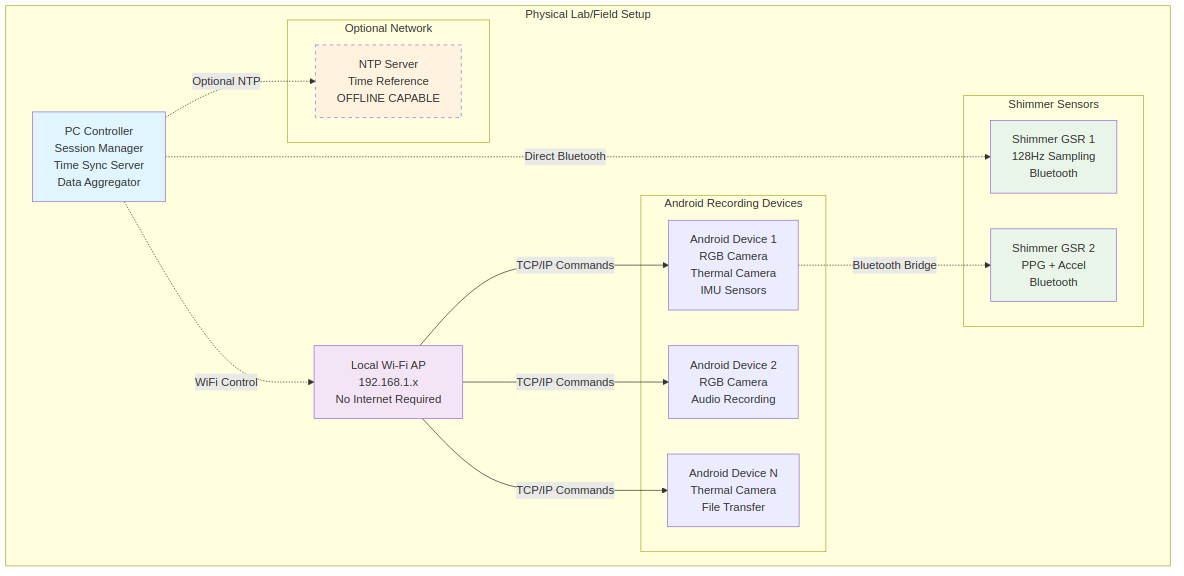 Physical Lab/Field Setup
Optional Network
NTP Server
Time Reference
OFFLINE CAPABLE
Optional NTP
PC Controller
Session Manager
Time Sync Server
Data Aggregator
Direct Bluetooth
Shimmer Sensors
Shimmer GSR 1
128Hz Sampling
Bluetooth
Shimmer GSR 2
PPG + Accel
Bluetooth
Android Recording Devices
Android Device 1
RGB Camera
Thermal Camera
IMU Sensors
Bluetooth Bridge
TCP/IP Commands
WiFi Control
Local Wi-Fi AP
192.168.1.x
No Internet Required
TCP/IP Commands
Android Device 2
RGB Camera
Audio Recording
TCP/IP Commands
Android Device N
Thermal Camera
File Transfer